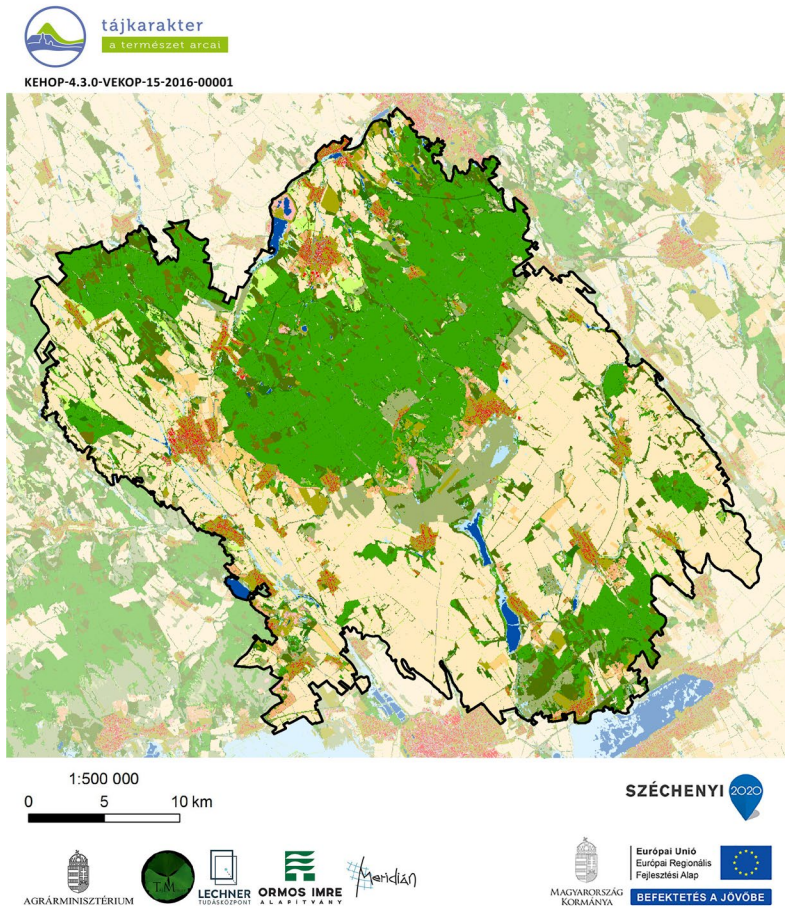 tájkarakter
a természet arcai
KEHOP-4.3.0-VEKOP-15-2016-00001
1:500 000
0 5 10 km
SZÉCHENYI 2020
AGRÁRMINISZTÉRIUM
T.M.
LECHNER
TUDÁSKÖZPONT
ORMOS IMRE
ALAPÍTVÁNY
Meridián
MAGYARORSZÁG
KORMÁNYA
Európai Unió
Európai Regionális
Fejlesztési Alap
BEFEKTETÉS A JÖVŐBE